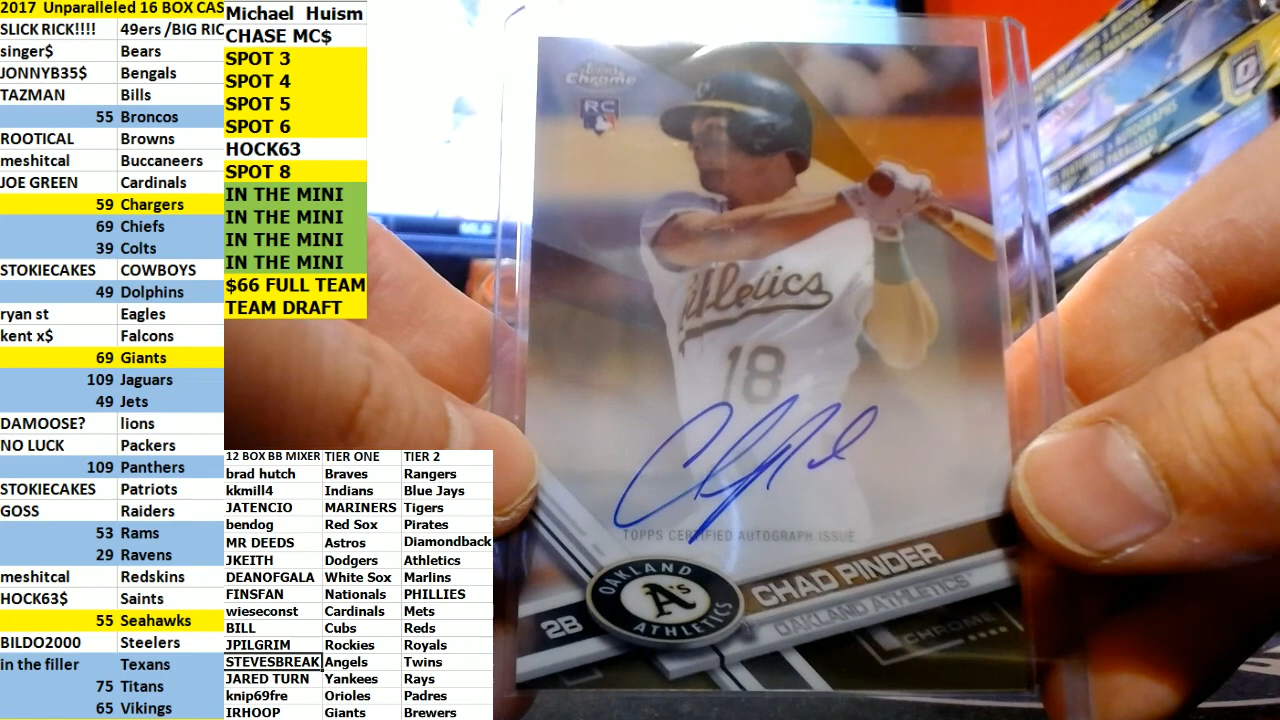 2017 Unparalleled 16 BOX CAS
SLICK RICK!!!! 49ers /BIG RIC
singer$ Bears
JONNYB35$ Bengals
TAZMAN Bills
55 Broncos
ROOTICAL Browns
meshitcal Buccaneers
JOE GREEN Cardinals
59 Chargers
69 Chiefs
39 Colts
STOKIECAKES COWBOYS
49 Dolphins
ryan st Eagles
kent x$ Falcons
69 Giants
109 Jaguars
49 Jets
DAMOOSE? lions
NO LUCK Packers
109 Panthers
STOKIECAKES Patriots
GOSS Raiders
53 Rams
29 Ravens
meshitcal Redskins
HOCK63$ Saints
55 Seahawks
BILDO2000 Steelers
in the filler Texans
75 Titans
65 Vikings
Michael Huism
CHASE MC$
SPOT 3
SPOT 4
SPOT 5
SPOT 6
HOCK63
SPOT 8
IN THE MINI
IN THE MINI
IN THE MINI
IN THE MINI
$66 FULL TEAM
TEAM DRAFT
12 BOX BB MIXER TIER ONE TIER 2
brad hutch Braves Rangers
kkmill4 Indians Blue Jays
JATENCIO MARINERS Tigers
bendog Red Sox Pirates
MR DEEDS Astros Diamondback
JKEITH Dodgers Athletics
DEANOFGALA White Sox Marlins
FINSFAN Nationals PHILLIES
wieseconst Cardinals Mets
BILL Cubs Reds
JPILGRIM Rockies Royals
STEVESBREAK Angels Twins
JARED TURN Yankees Rays
knip69fre Orioles Padres
IRHOOP Giants Brewers
Topps
Chrome
RC
Athletics
18
TOPPS CERTIFIED AUTOGRAPH ISSUE
OAKLAND
A's
ATHLETICS
2B
CHAD PINDER
OAKLAND ATHLETICS™
CHROME